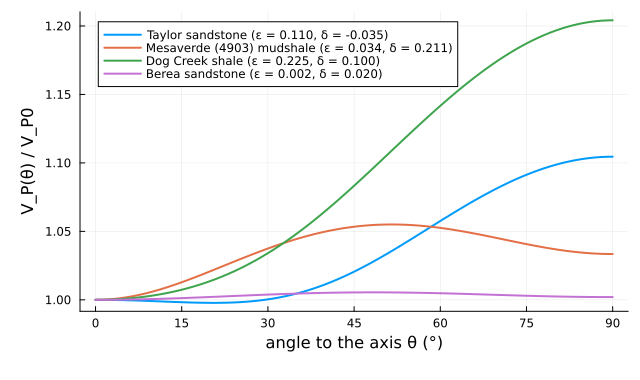 Taylor sandstone (ε = 0.110, δ = -0.035)
Mesaverde (4903) mudshale (ε = 0.034, δ = 0.211)
Dog Creek shale (ε = 0.225, δ = 0.100)
Berea sandstone (ε = 0.002, δ = 0.020)
V_P(θ) / V_P0
1.20
1.15
1.10
1.05
1.00
0 15 30 45 60 75 90
angle to the axis θ (°)